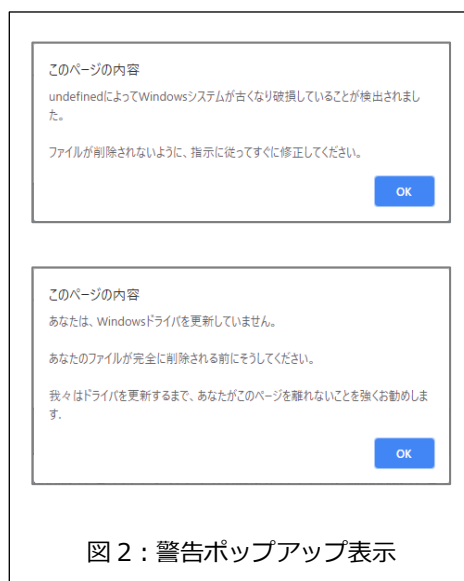 このページの内容
undefinedによってWindowsシステムが古くなり破損していることが検出されまし
た。
ファイルが削除されないように、指示に従ってすぐに修正してください。
OK
このページの内容
あなたは、Windowsドライバを更新していません。
あなたのファイルが完全に削除される前にそうしてください。
我々はドライバを更新するまで、あなたがこのページを離れないことを強くお勧めしま
す.
OK
図 2：警告ポップアップ表示